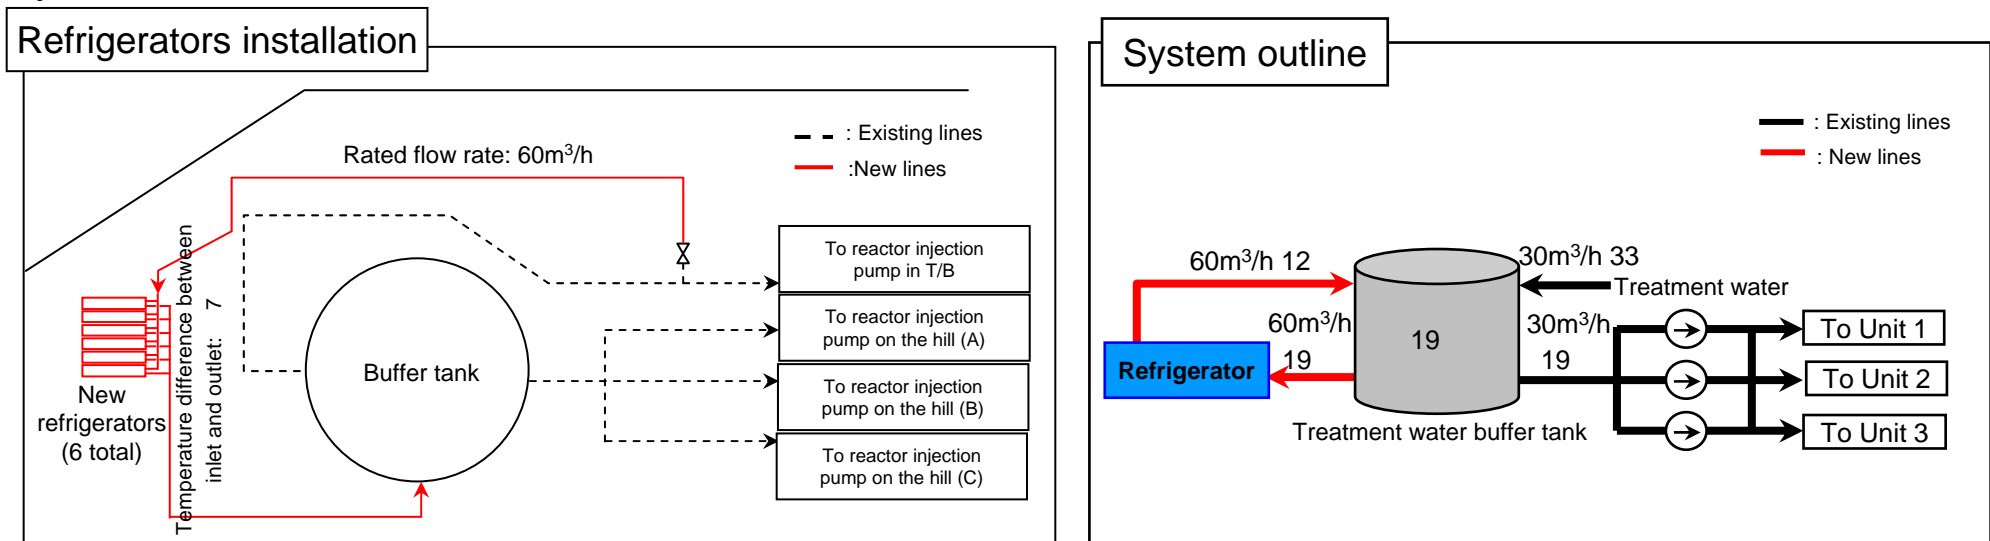 Refrigerators installation
Rated flow rate: 60m³/h
: Existing lines
:New lines
Temperature difference between
inlet and outlet: 7
New
refrigerators
(6 total)
Buffer tank
To reactor injection
pump in T/B
To reactor injection
pump on the hill (A)
To reactor injection
pump on the hill (B)
To reactor injection
pump on the hill (C)
System outline
: Existing lines
: New lines
60m³/h 12
30m³/h 33
Treatment water
60m³/h
19
Refrigerator
19
30m³/h
19
Treatment water buffer tank
To Unit 1
To Unit 2
To Unit 3